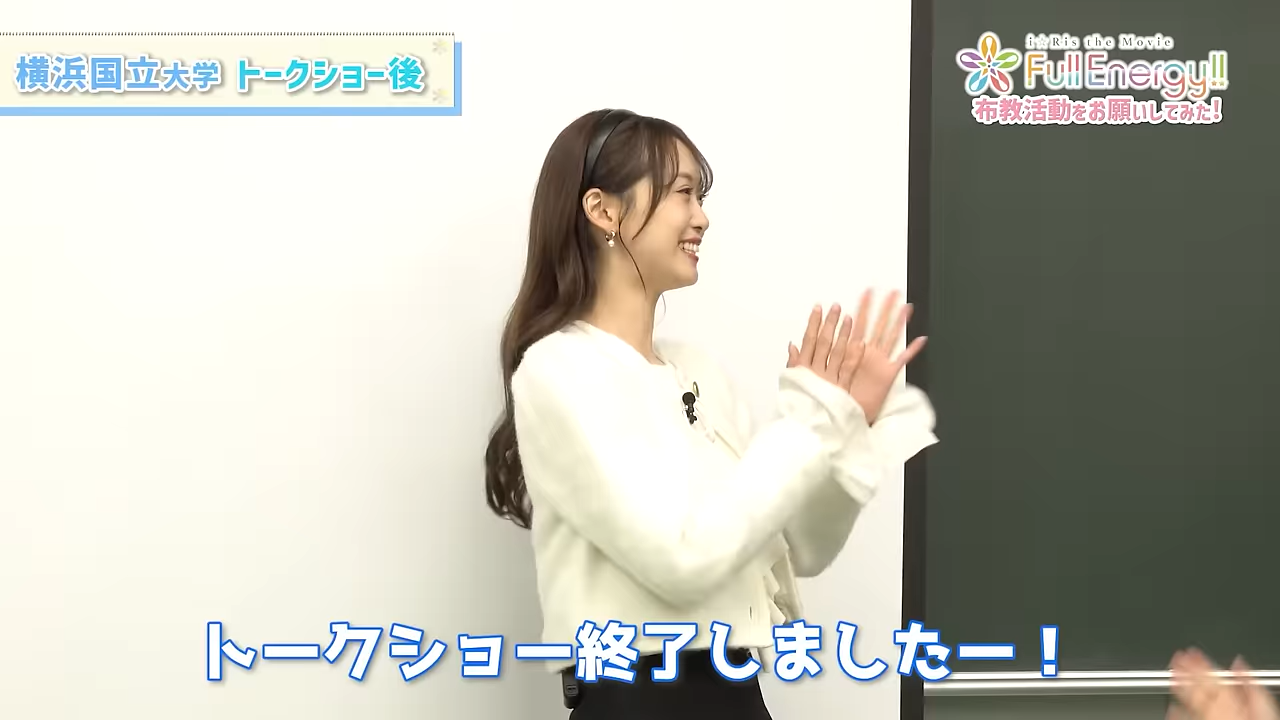 横浜国立大学 トークショー後
i☆Ris the Movie
Full Energy!!
布教活動をお願いしてみた!
トークショー終了しましたー!